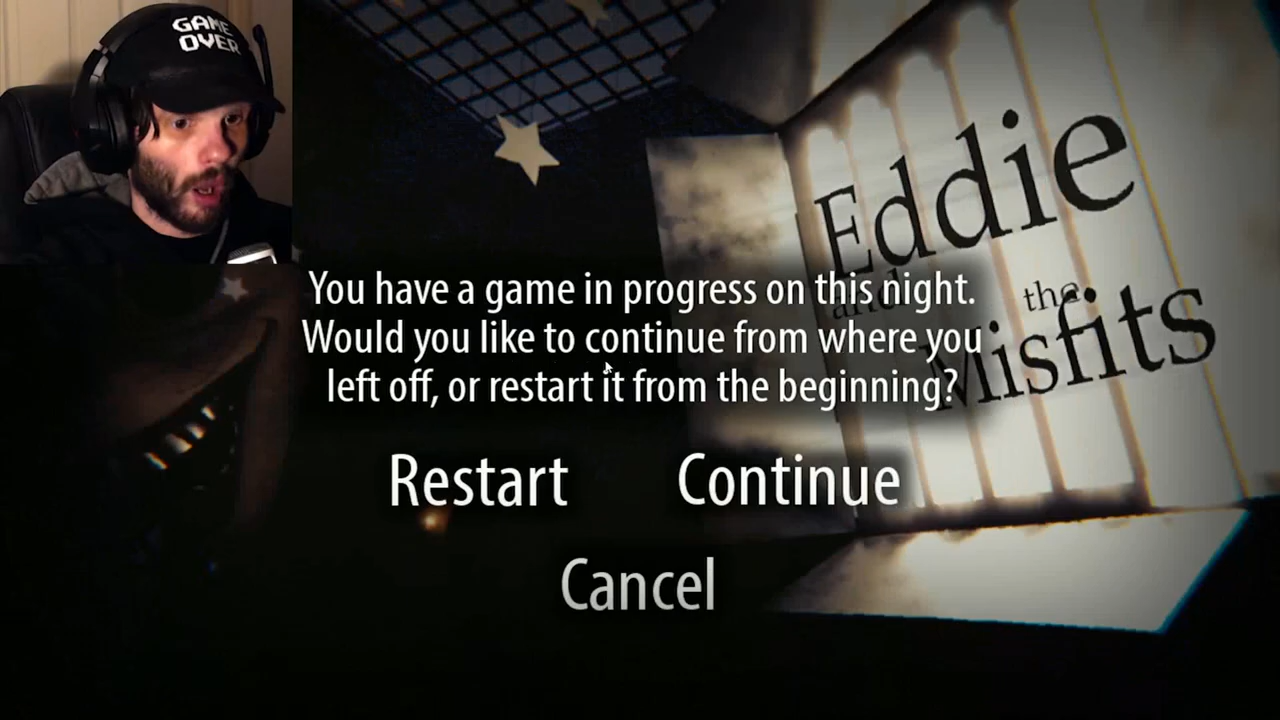 GAME
OVER
Eddie
and the
Misfits
You have a game in progress on this night.
Would you like to continue from where you
left off, or restart it from the beginning?
Restart
Continue
Cancel